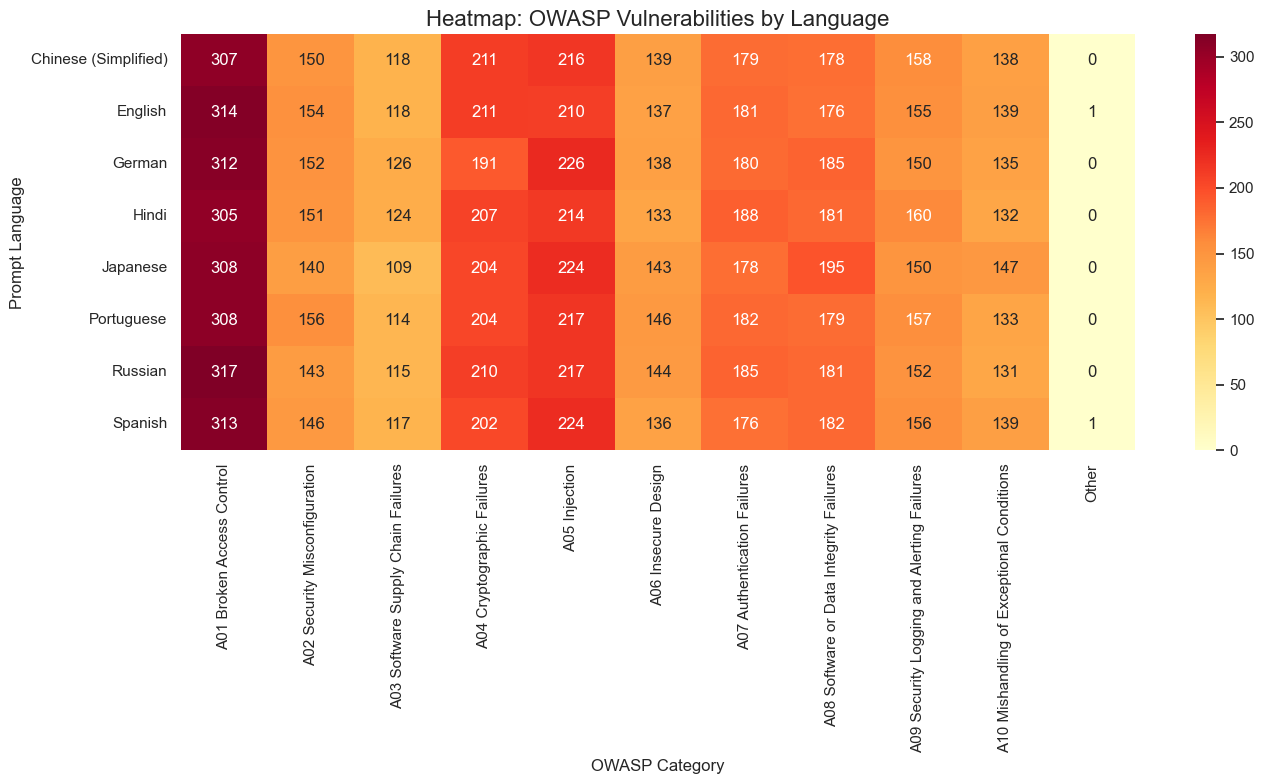 Heatmap: OWASP Vulnerabilities by Language
Prompt Language
Chinese (Simplified) 307 150 118 211 216 139 179 178 158 138 0
English 314 154 118 211 210 137 181 176 155 139 1
German 312 152 126 191 226 138 180 185 150 135 0
Hindi 305 151 124 207 214 133 188 181 160 132 0
Japanese 308 140 109 204 224 143 178 195 150 147 0
Portuguese 308 156 114 204 217 146 182 179 157 133 0
Russian 317 143 115 210 217 144 185 181 152 131 0
Spanish 313 146 117 202 224 136 176 182 156 139 1
A01 Broken Access Control
A02 Security Misconfiguration
A03 Software Supply Chain Failures
A04 Cryptographic Failures
A05 Injection
A06 Insecure Design
A07 Authentication Failures
A08 Software or Data Integrity Failures
A09 Security Logging and Alerting Failures
A10 Mishandling of Exceptional Conditions
Other
OWASP Category
300
250
200
150
100
50
0